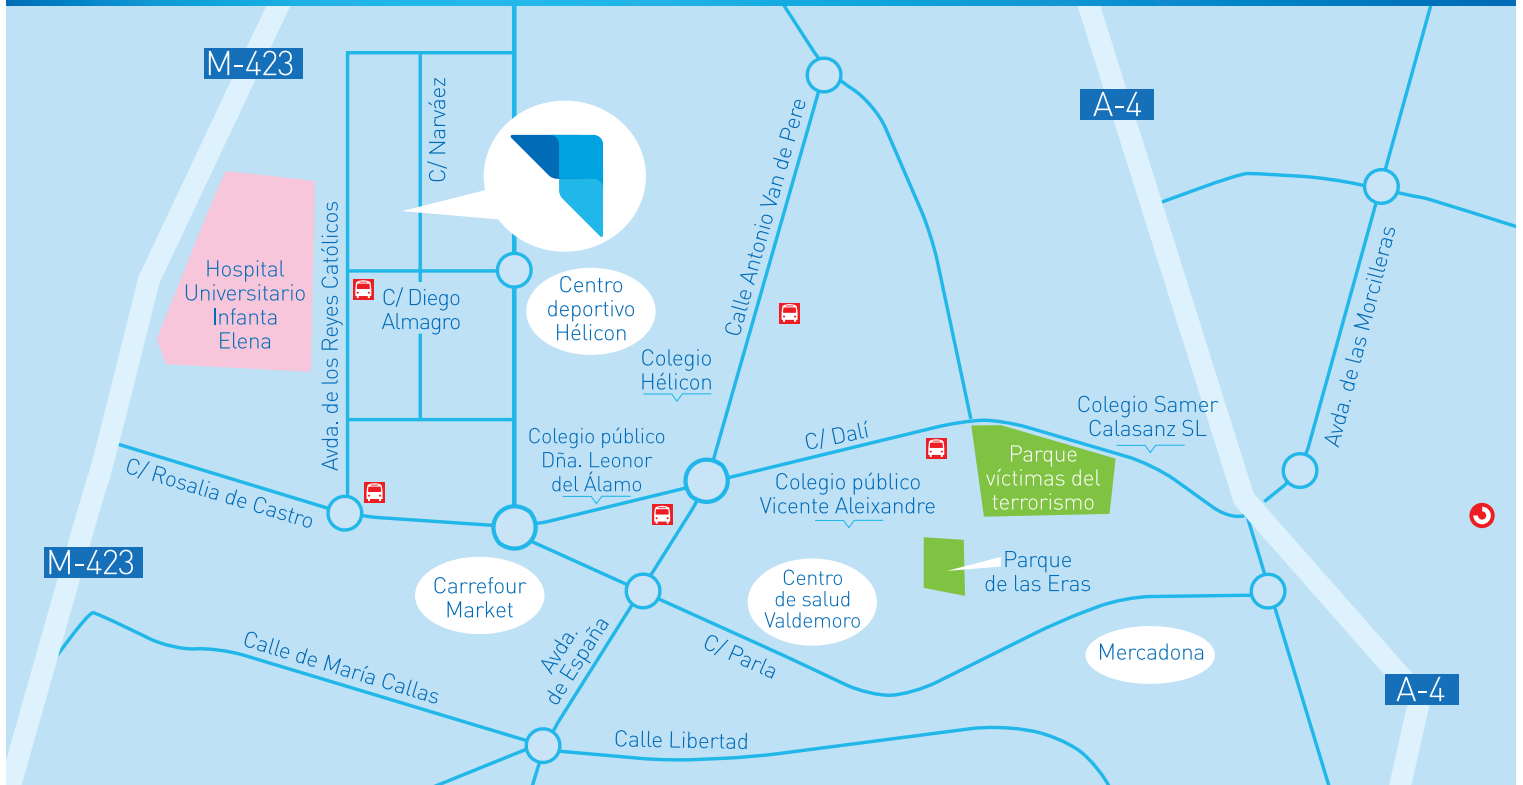 M-423
A-4
C/ Narváez
Calle Antonio Van de Pere
Avda. de los Reyes Católicos
Hospital
Universitario
Infanta
Elena
C/ Diego
Almagro
Centro
deportivo
Hélicon
Avda. de las Morcilleras
Colegio
Hélicon
Colegio Samer
Calasanz SL
C/ Dalí
Colegio público
Dña. Leonor
del Álamo
Parque
víctimas del
terrorismo
C/ Rosalia de Castro
Colegio público
Vicente Aleixandre
M-423
Carrefour
Market
Centro
de salud
Valdemoro
Parque
de las Eras
Avda.
de España
C/ Parla
Mercadona
Calle de María Callas
A-4
Calle Libertad